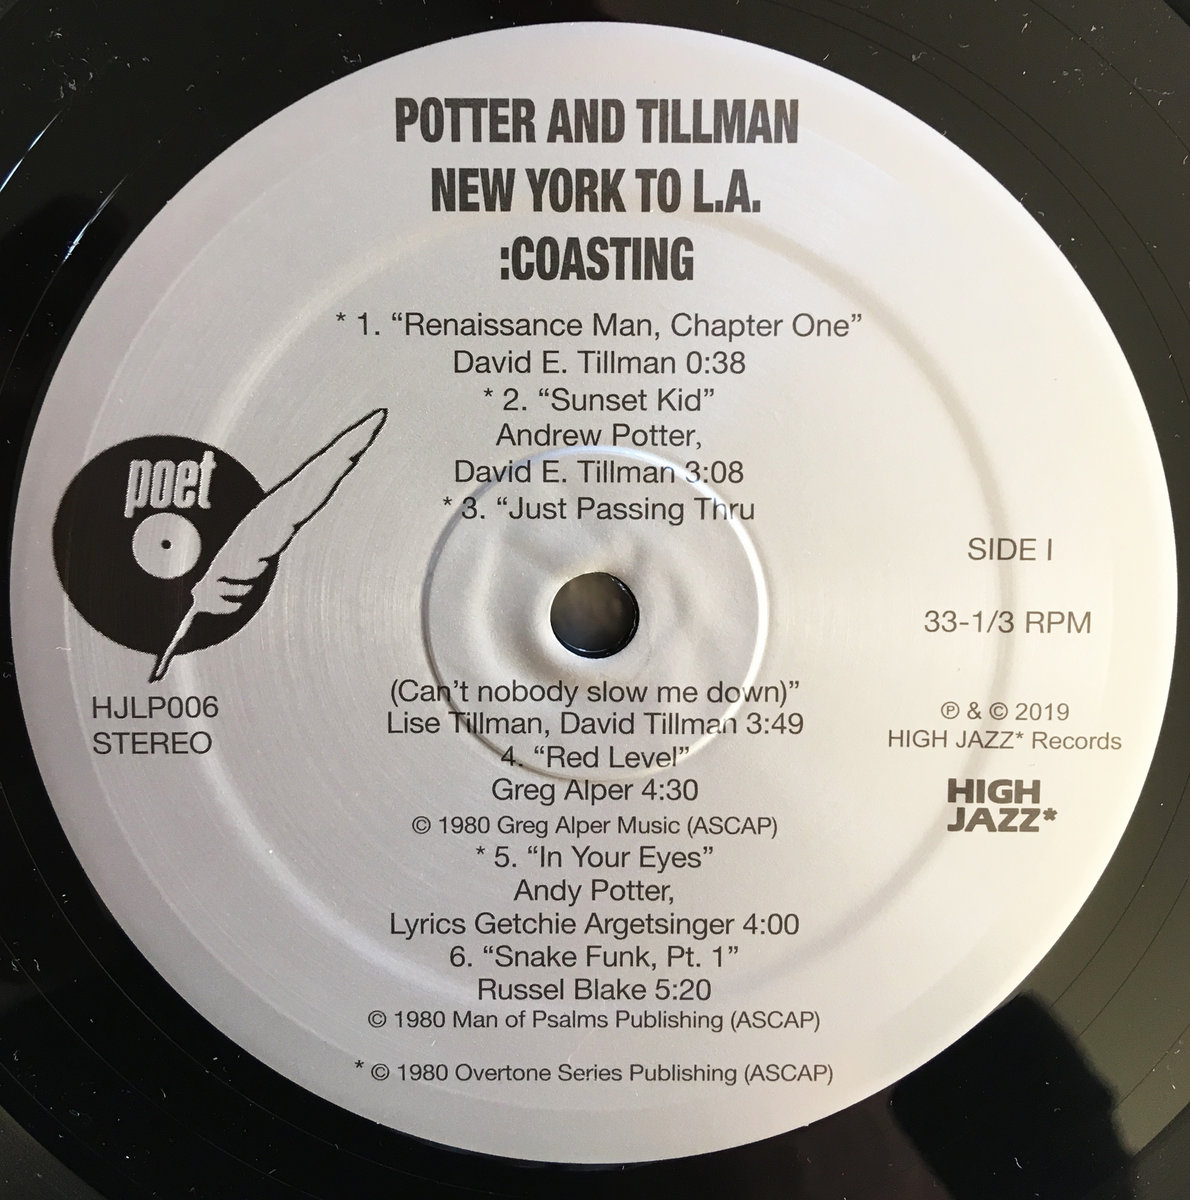 POTTER AND TILLMAN
NEW YORK TO L.A.
:COASTING
* 1. “Renaissance Man, Chapter One”
David E. Tillman 0:38
* 2. “Sunset Kid”
Andrew Potter,
David E. Tillman 3:08
* 3. “Just Passing Thru
poet
SIDE I
33-1/3 RPM
(Can’t nobody slow me down)”
Lise Tillman, David Tillman 3:49
4. “Red Level”
Greg Alper 4:30
© 1980 Greg Alper Music (ASCAP)
* 5. “In Your Eyes”
Andy Potter,
Lyrics Getchie Argetsinger 4:00
6. “Snake Funk, Pt. 1”
Russel Blake 5:20
© 1980 Man of Psalms Publishing (ASCAP)
* © 1980 Overtone Series Publishing (ASCAP)
HJLP006
STEREO
℗ & © 2019
HIGH JAZZ* Records
HIGH
JAZZ*